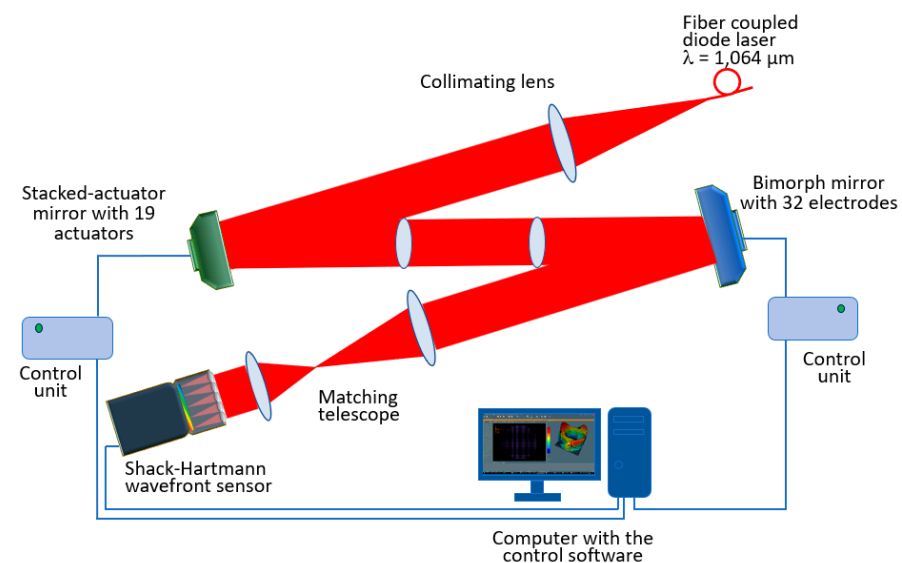 Fiber coupled
diode laser
λ = 1,064 µm
Collimating lens
Stacked-actuator
mirror with 19
actuators
Bimorph mirror
with 32 electrodes
Control
unit
Control
unit
Matching
telescope
Shack-Hartmann
wavefront sensor
Computer with the
control software